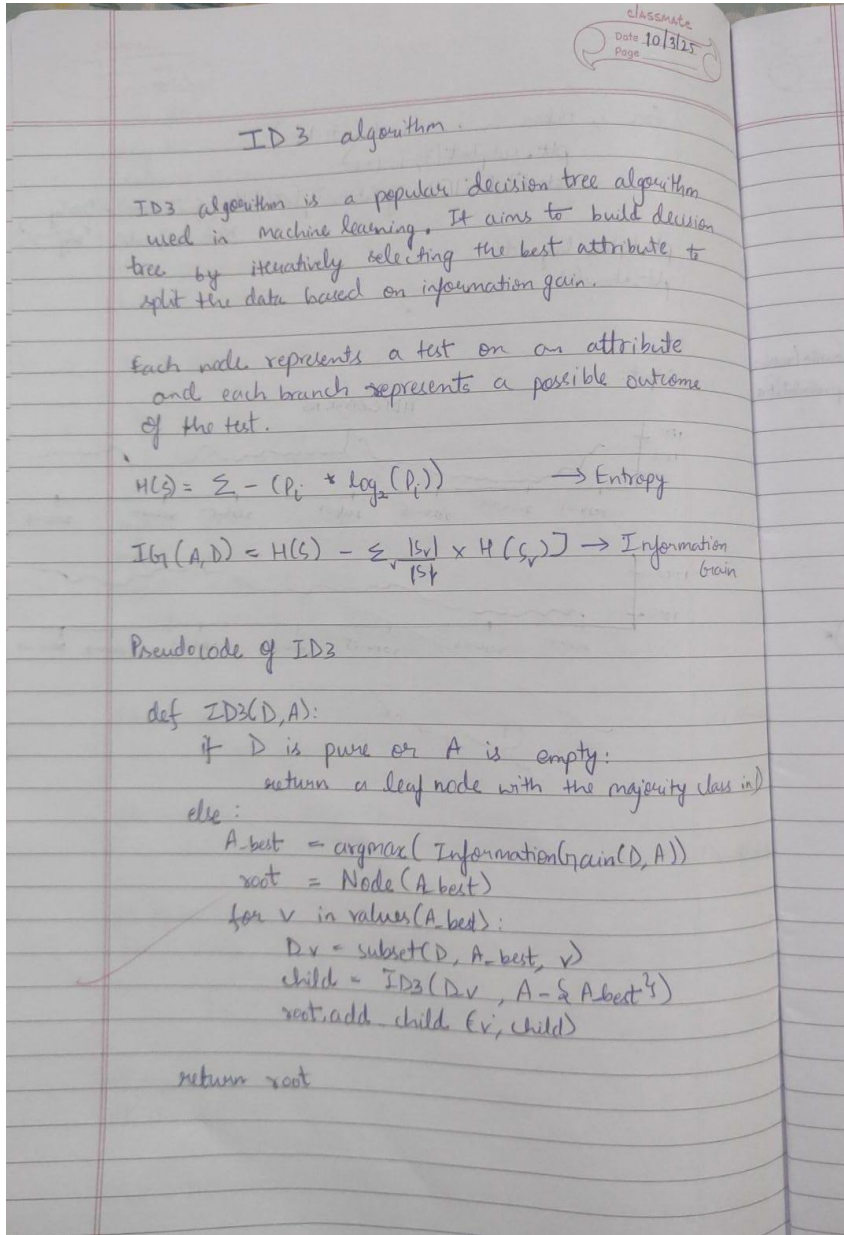 classmate
Date 10/3/25
Page
ID3 algorithm.
ID3 algorithm is a popular decision tree algorithm
used in machine learning. It aims to build decision
tree by iteratively selecting the best attribute to
split the data based on information gain.
Each node represents a test on an attribute
and each branch represents a possible outcome
of the test.
H(S) = Σ - (Pi * log₂(Pi)) → Entropy
IG(A,D) = H(S) - Σv |Sv|/|S| × H(Sv)] → Information
Gain
Pseudocode of ID3
def ID3(D,A):
if D is pure or A is empty:
return a leaf node with the majority class in D
else :
A_best = argmax( InformationGain(D, A))
root = Node(A_best)
for v in values(A_best):
Dv = subset(D, A_best, v)
child = ID3(Dv, A-{A_best})
root.add_child (v, child)
return root